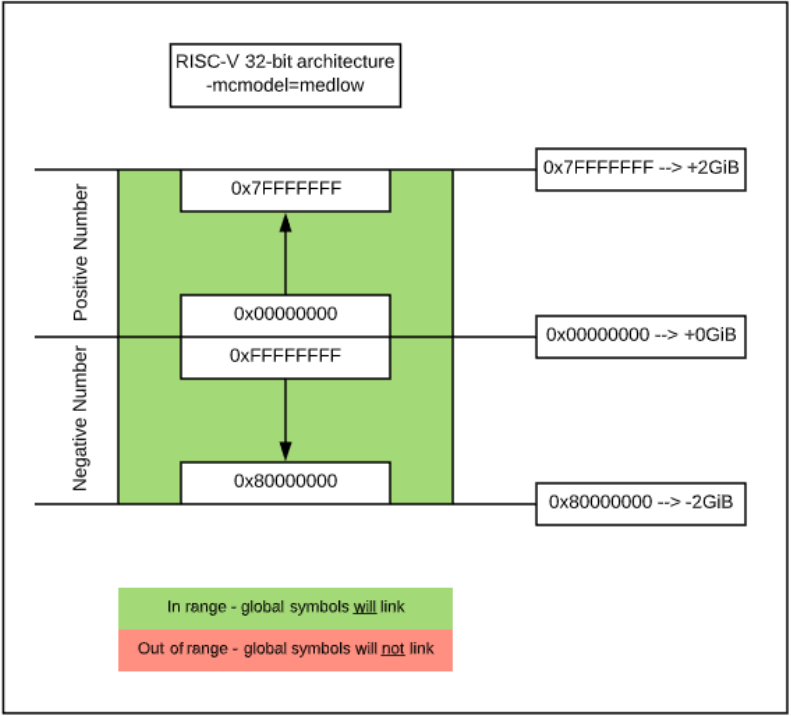 RISC-V 32-bit architecture
-mcmodel=medlow
0x7FFFFFFF --> +2GiB
0x7FFFFFFF
Positive Number
0x00000000
0x00000000 --> +0GiB
0xFFFFFFFF
Negative Number
0x80000000
0x80000000 --> -2GiB
In range - global symbols will link
Out of range - global symbols will not link